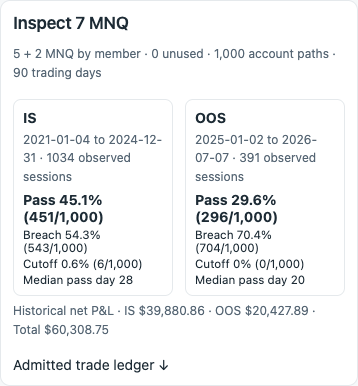 Inspect 7 MNQ
5 + 2 MNQ by member · 0 unused · 1,000 account paths ·
90 trading days
IS
2021-01-04 to 2024-12-
31 · 1034 observed
sessions
Pass 45.1%
(451/1,000)
Breach 54.3%
(543/1,000)
Cutoff 0.6% (6/1,000)
Median pass day 28
OOS
2025-01-02 to 2026-
07-07 · 391 observed
sessions
Pass 29.6%
(296/1,000)
Breach 70.4%
(704/1,000)
Cutoff 0% (0/1,000)
Median pass day 20
Historical net P&L · IS $39,880.86 · OOS $20,427.89 ·
Total $60,308.75
Admitted trade ledger ↓